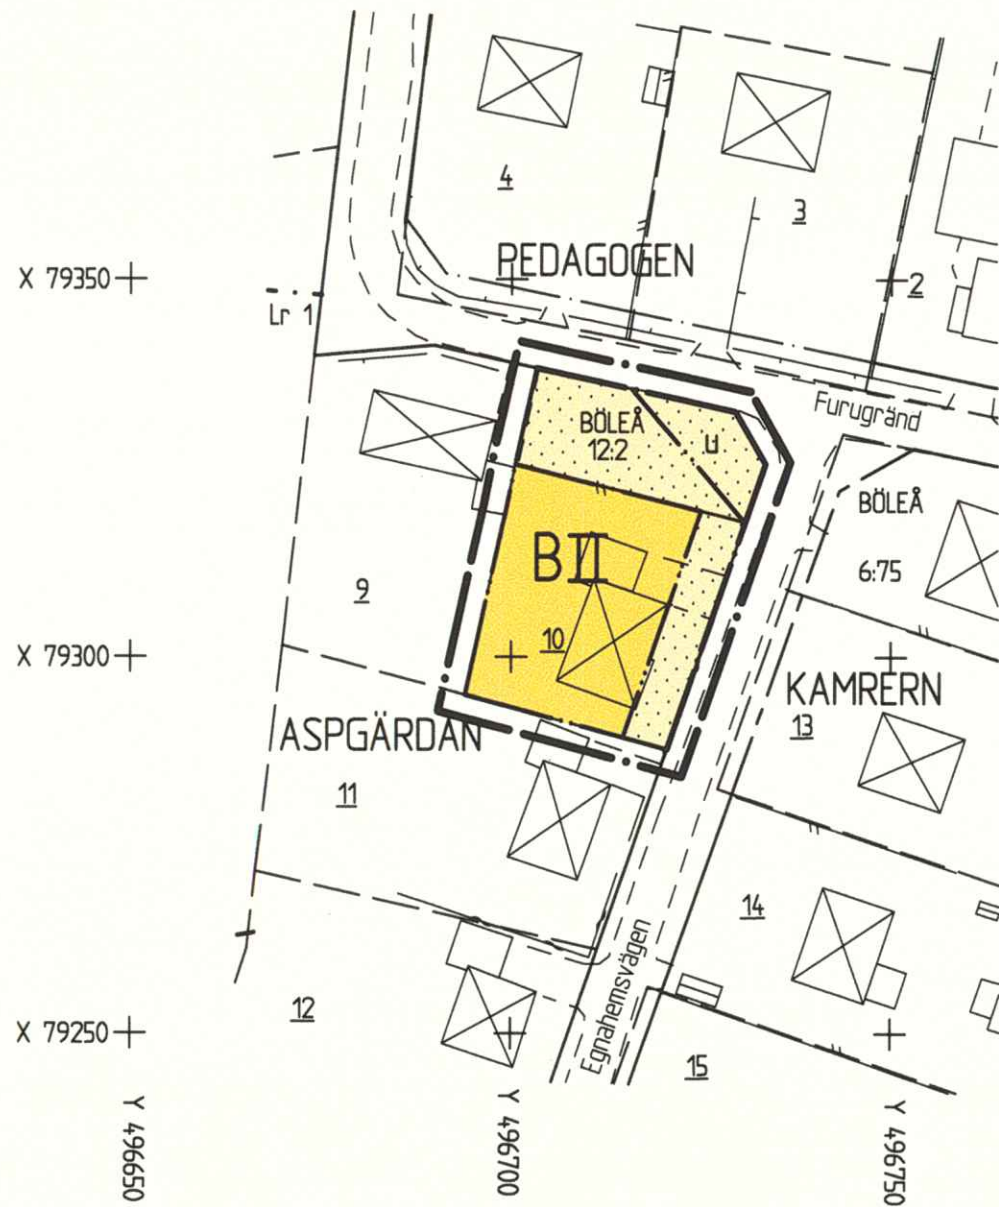 4
3
PEDAGOGEN
X 79350
2
Lr 1
Furugränd
BÖLEÅ
12:2
u
BÖLEÅ
6:75
B II
9
10
X 79300
KAMRERN
13
ASPGÄRDAN
11
14
12
Egnahemsvägen
X 79250
15
Y 496650
Y 496700
Y 496750